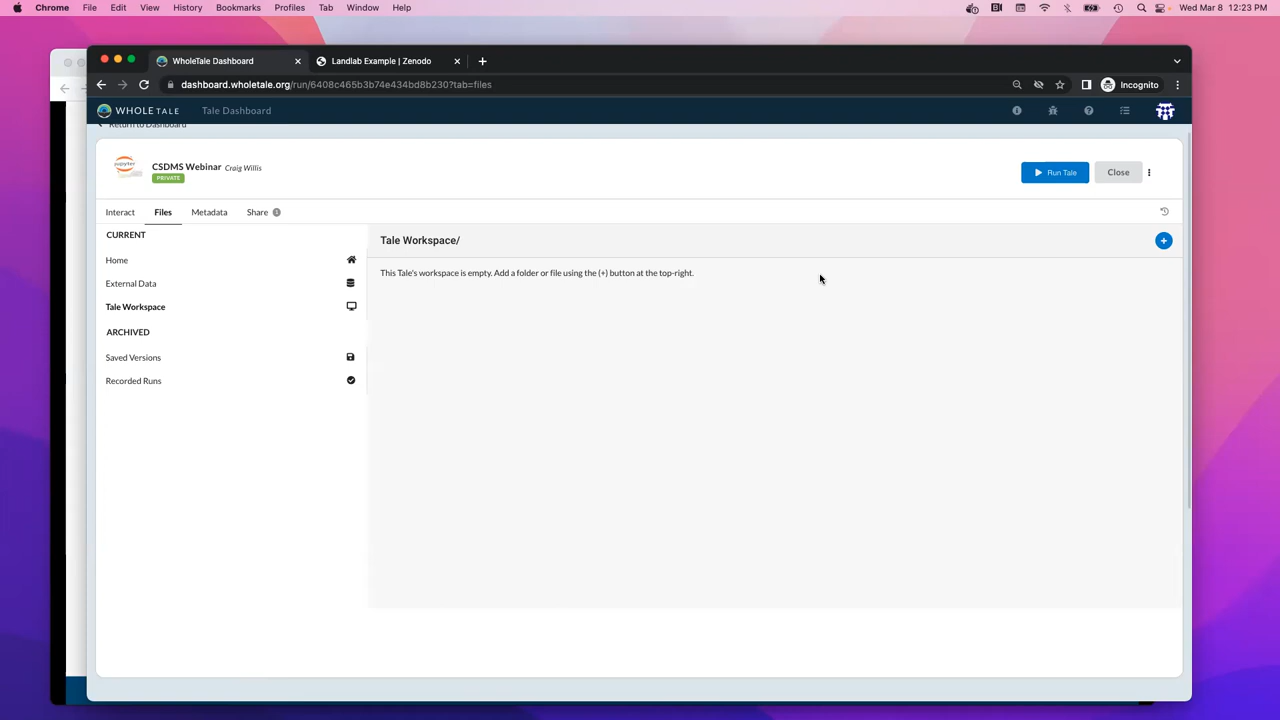 Chrome File Edit View History Bookmarks Profiles Tab Window Help Wed Mar 8 12:23 PM
WholeTale Dashboard Landlab Example | Zenodo
dashboard.wholetale.org/run/6408c465b3b74e434bd8b230?tab=files Incognito
WHOLE TALE Tale Dashboard
Return to Dashboard
jupyter CSDMS Webinar Craig Willis
PRIVATE
Run Tale Close
Interact Files Metadata Share 1
CURRENT
Tale Workspace/
Home
This Tale's workspace is empty. Add a folder or file using the (+) button at the top-right.
External Data
Tale Workspace
ARCHIVED
Saved Versions
Recorded Runs